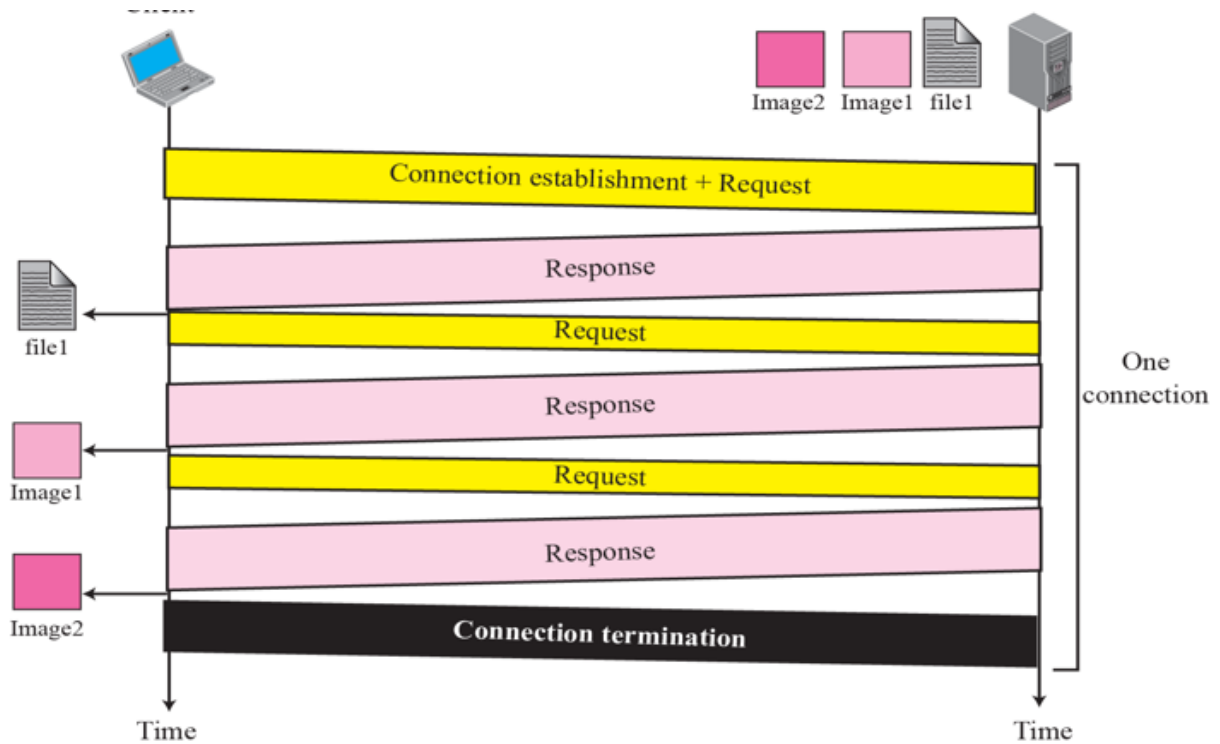 Client
Image2
Image1
file1
Connection establishment + Request
Response
file1
Request
One
connection
Response
Image1
Request
Response
Image2
Connection termination
Time
Time